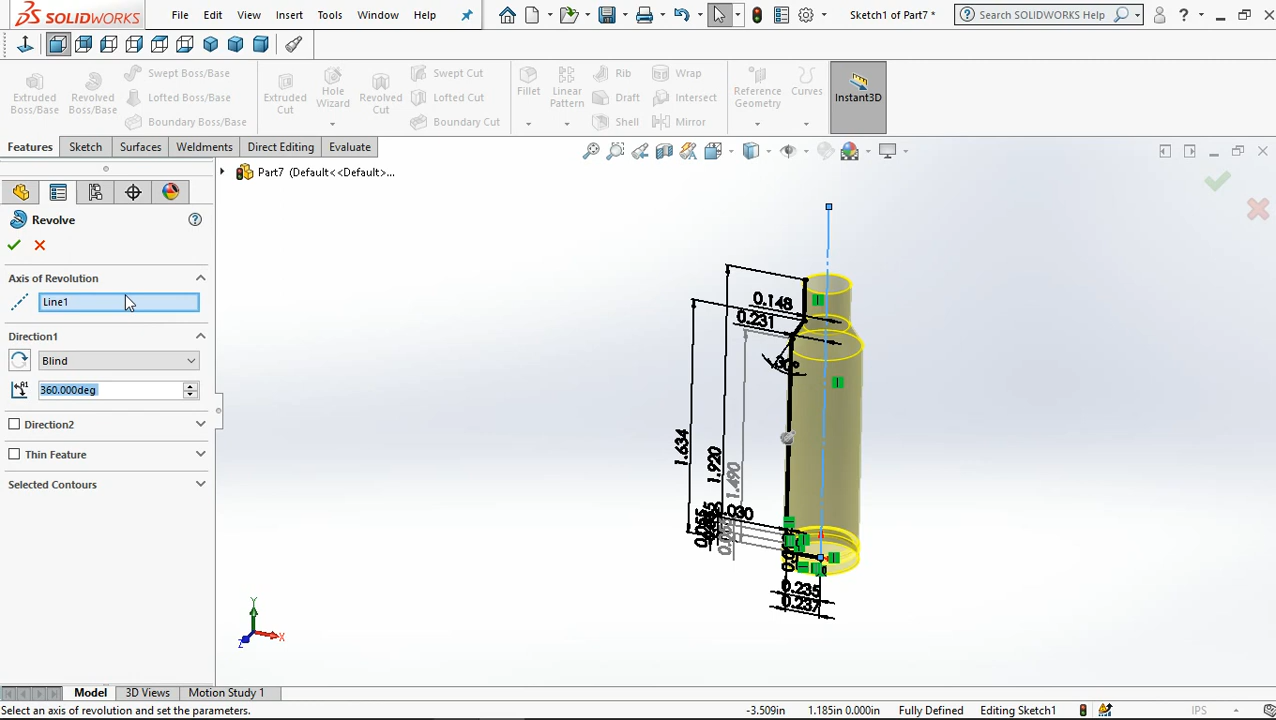 SOLIDWORKS
File Edit View Insert Tools Window Help
Sketch1 of Part7 *
Search SOLIDWORKS Help
?
Extruded Boss/Base
Revolved Boss/Base
Swept Boss/Base
Lofted Boss/Base
Boundary Boss/Base
Extruded Cut
Hole Wizard
Revolved Cut
Swept Cut
Lofted Cut
Boundary Cut
Fillet
Linear Pattern
Rib
Draft
Shell
Wrap
Intersect
Mirror
Reference Geometry
Curves
Instant3D
Features Sketch Surfaces Weldments Direct Editing Evaluate
Part7 (Default<<Default>...
Revolve
?
Axis of Revolution
Line1
Direction1
Blind
A1
360.000deg
Direction2
Thin Feature
Selected Contours
0.148
0.231
30°
1.634
1.920
1.490
0.235
0.237
Y
X
Z
Model 3D Views Motion Study 1
Select an axis of revolution and set the parameters.
-3.509in 1.185in 0.000in Fully Defined Editing Sketch1 IPS